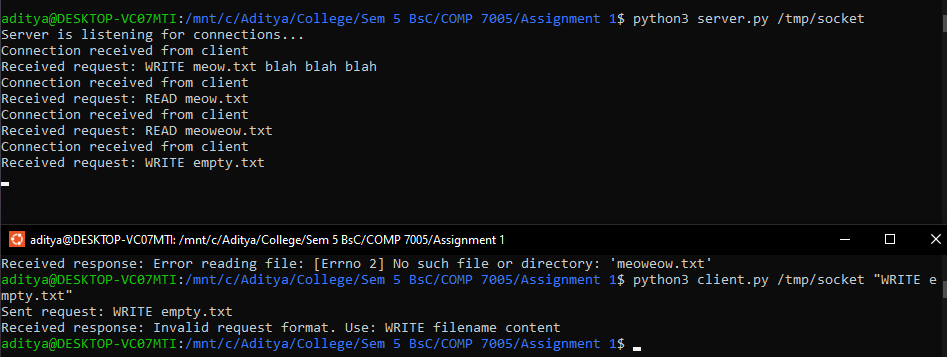 aditya@DESKTOP-VC07MTI:/mnt/c/Aditya/College/Sem 5 BsC/COMP 7005/Assignment 1$ python3 server.py /tmp/socket
Server is listening for connections...
Connection received from client
Received request: WRITE meow.txt blah blah blah
Connection received from client
Received request: READ meow.txt
Connection received from client
Received request: READ meoweow.txt
Connection received from client
Received request: WRITE empty.txt
aditya@DESKTOP-VC07MTI: /mnt/c/Aditya/College/Sem 5 BsC/COMP 7005/Assignment 1
Received response: Error reading file: [Errno 2] No such file or directory: 'meoweow.txt'
aditya@DESKTOP-VC07MTI:/mnt/c/Aditya/College/Sem 5 BsC/COMP 7005/Assignment 1$ python3 client.py /tmp/socket "WRITE e
mpty.txt"
Sent request: WRITE empty.txt
Received response: Invalid request format. Use: WRITE filename content
aditya@DESKTOP-VC07MTI:/mnt/c/Aditya/College/Sem 5 BsC/COMP 7005/Assignment 1$